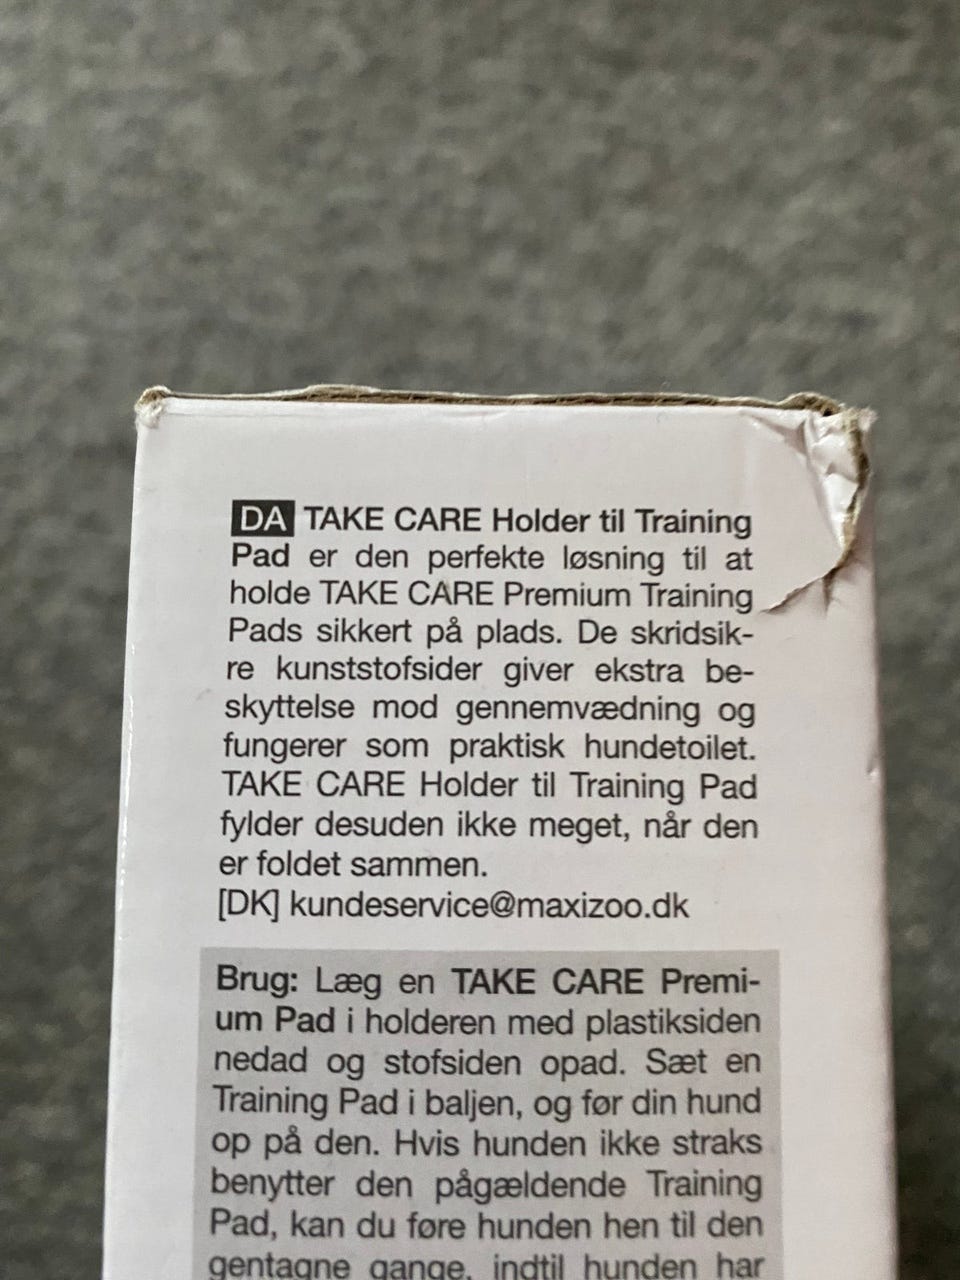 DA TAKE CARE Holder til Training
Pad er den perfekte løsning til at
holde TAKE CARE Premium Training
Pads sikkert på plads. De skridsik-
re kunststofsider giver ekstra be-
skyttelse mod gennemvædning og
fungerer som praktisk hundetoilet.
TAKE CARE Holder til Training Pad
fylder desuden ikke meget, når den
er foldet sammen.
[DK] kundeservice@maxizoo.dk
Brug: Læg en TAKE CARE Premi-
um Pad i holderen med plastiksiden
nedad og stofsiden opad. Sæt en
Training Pad i baljen, og før din hund
op på den. Hvis hunden ikke straks
benytter den pågældende Training
Pad, kan du føre hunden hen til den
gentagne gange, indtil hunden har